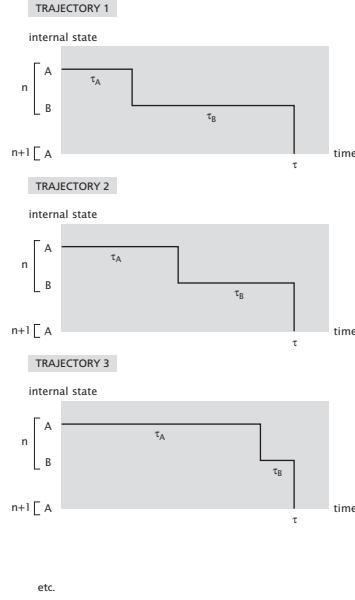 TRAJECTORY 1
internal state
n
A
τA
B
τB
n+1
A
time
τ
TRAJECTORY 2
internal state
n
A
τA
B
τB
n+1
A
time
τ
TRAJECTORY 3
internal state
n
A
τA
B
τB
n+1
A
time
τ
etc.